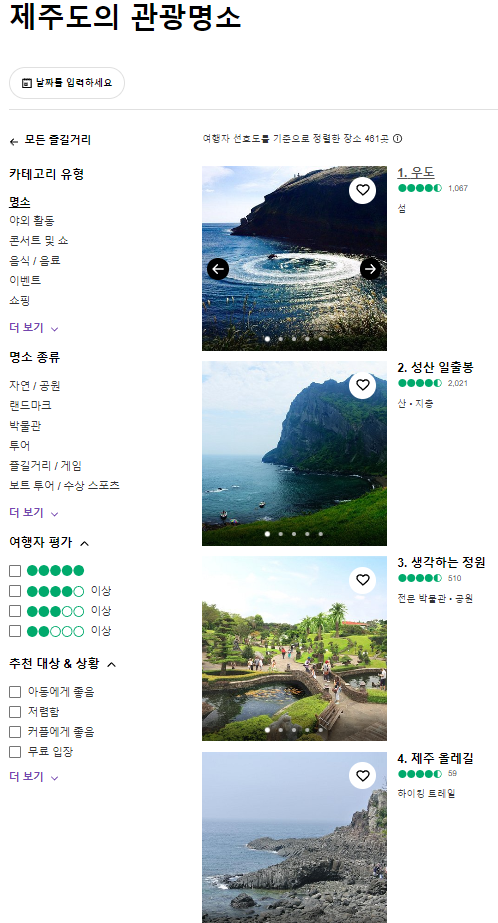 제주도의 관광명소
날짜를 입력하세요
모든 즐길거리
여행자 선호도를 기준으로 정렬한 장소 461곳
카테고리 유형
명소
야외 활동
콘서트 및 쇼
음식 / 음료
이벤트
쇼핑
더 보기
명소 종류
자연 / 공원
랜드마크
박물관
투어
즐길거리 / 게임
보트 투어 / 수상 스포츠
더 보기
여행자 평가
이상
이상
이상
추천 대상 & 상황
아동에게 좋음
저렴함
커플에게 좋음
무료 입장
더 보기
1. 우도
1,067
섬
2. 성산 일출봉
2,021
산 • 지층
3. 생각하는 정원
510
전문 박물관 • 공원
4. 제주 올레길
59
하이킹 트레일